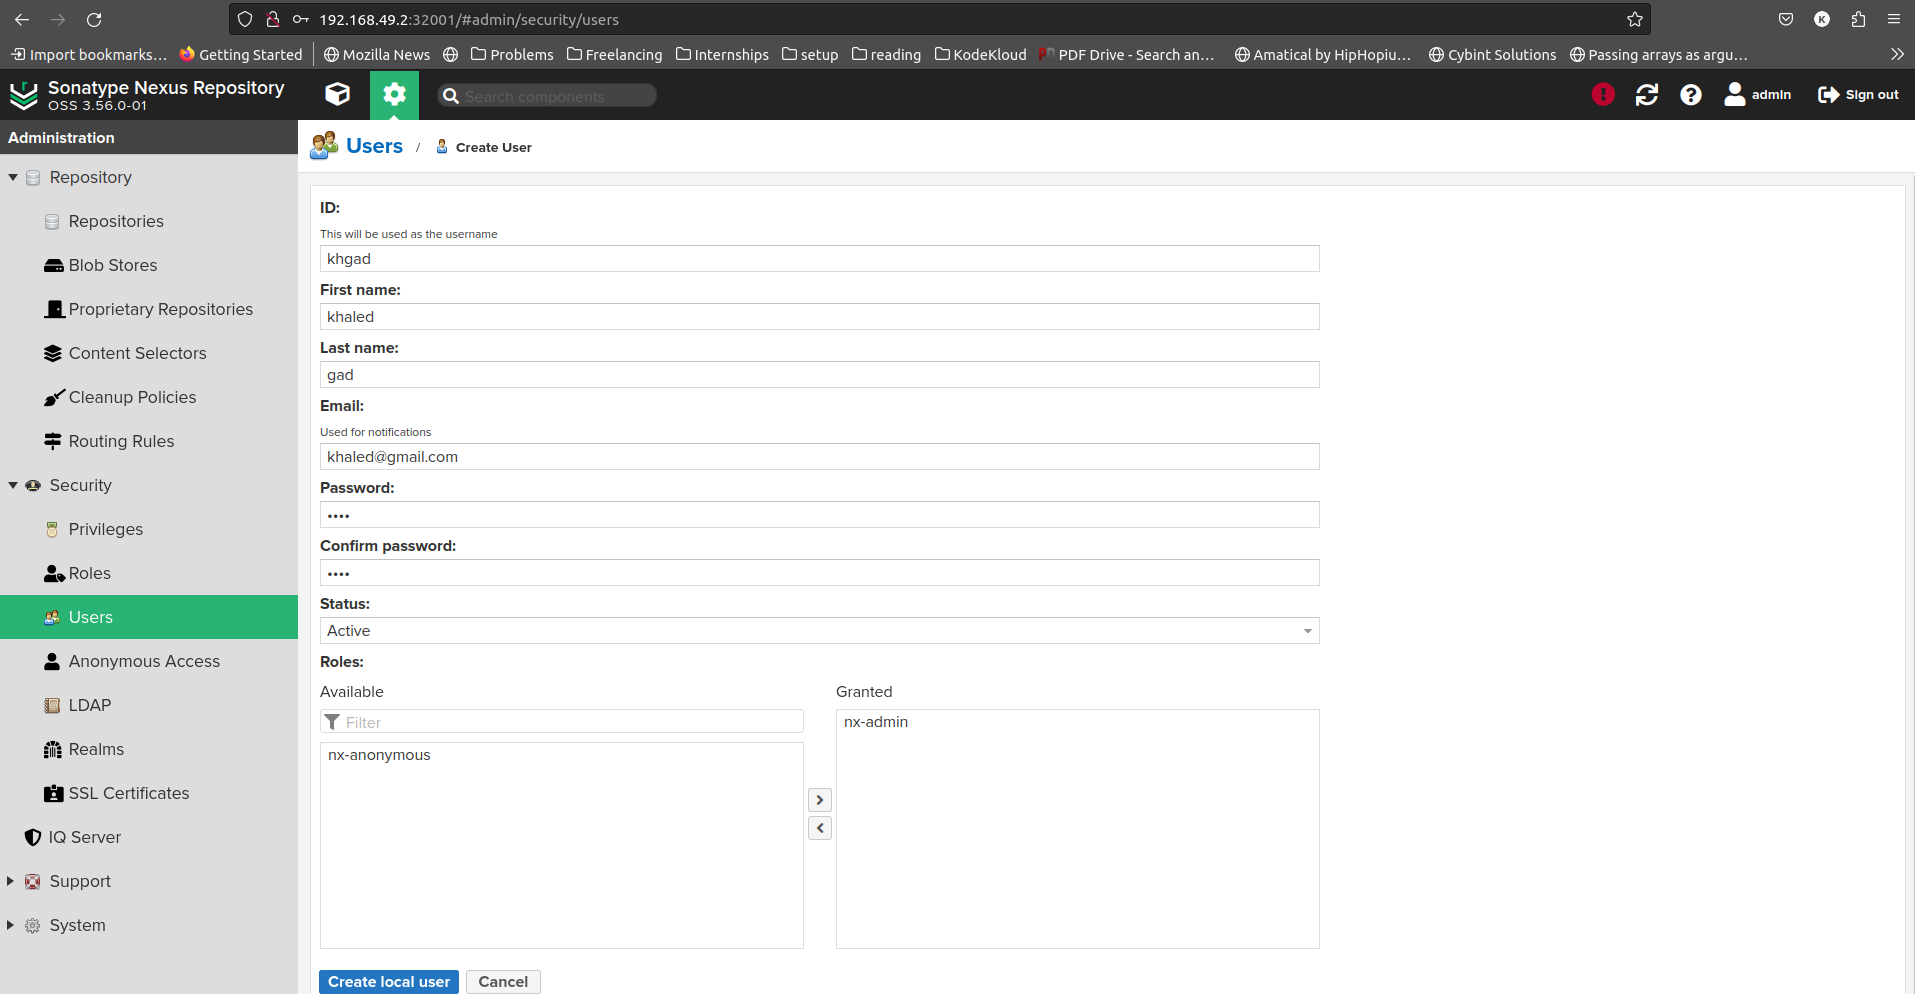 192.168.49.2:32001/#admin/security/users
Import bookmarks... Getting Started Mozilla News Problems Freelancing Internships setup reading KodeKloud PDF Drive - Search an... Amatical by HipHopiu... Cybint Solutions Passing arrays as argu...
Sonatype Nexus Repository
OSS 3.56.0-01
Search components
admin
Sign out
Administration
Repository
Repositories
Blob Stores
Proprietary Repositories
Content Selectors
Cleanup Policies
Routing Rules
Security
Privileges
Roles
Users
Anonymous Access
LDAP
Realms
SSL Certificates
IQ Server
Support
System
Users / Create User
ID:
This will be used as the username
khgad
First name:
khaled
Last name:
gad
Email:
Used for notifications
khaled@gmail.com
Password:
••••
Confirm password:
••••
Status:
Active
Roles:
Available
Filter
nx-anonymous
Granted
nx-admin
Create local user
Cancel